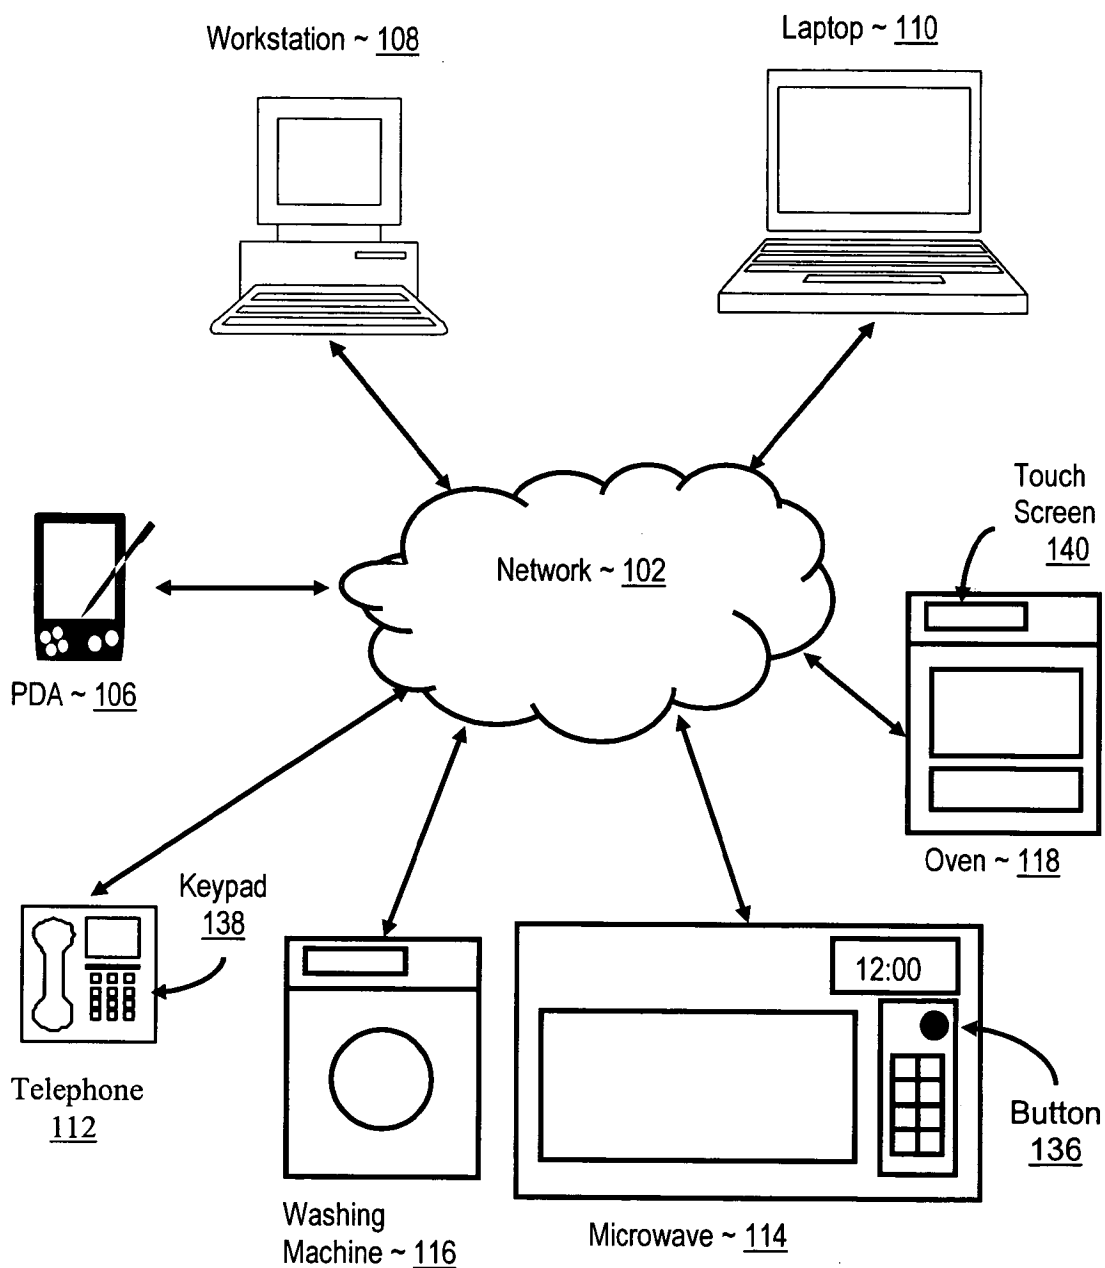 Workstation ~ 108
Laptop ~ 110
Touch
Screen
140
Network ~ 102
PDA ~ 106
Oven ~ 118
Keypad
138
12:00
Telephone
112
Button
136
Washing
Machine ~ 116
Microwave ~ 114